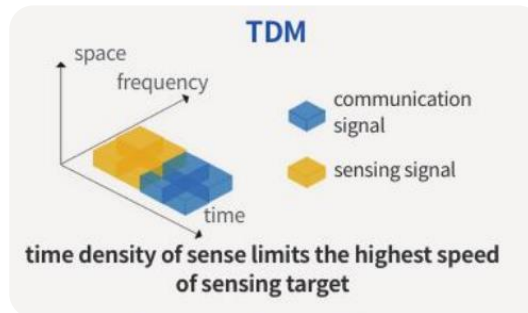 TDM
space
frequency
communication
signal
sensing signal
time
time density of sense limits the highest speed
of sensing target